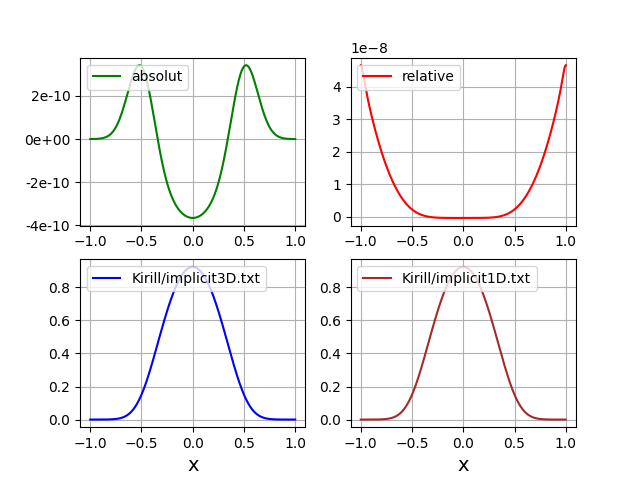 absolut
2e-10
0e+00
-2e-10
-4e-10
−1.0 −0.5 0.0 0.5 1.0
1e−8
relative
4
3
2
1
0
−1.0 −0.5 0.0 0.5 1.0
Kirill/implicit3D.txt
0.8
0.6
0.4
0.2
0.0
−1.0 −0.5 0.0 0.5 1.0
x
Kirill/implicit1D.txt
0.8
0.6
0.4
0.2
0.0
−1.0 −0.5 0.0 0.5 1.0
x